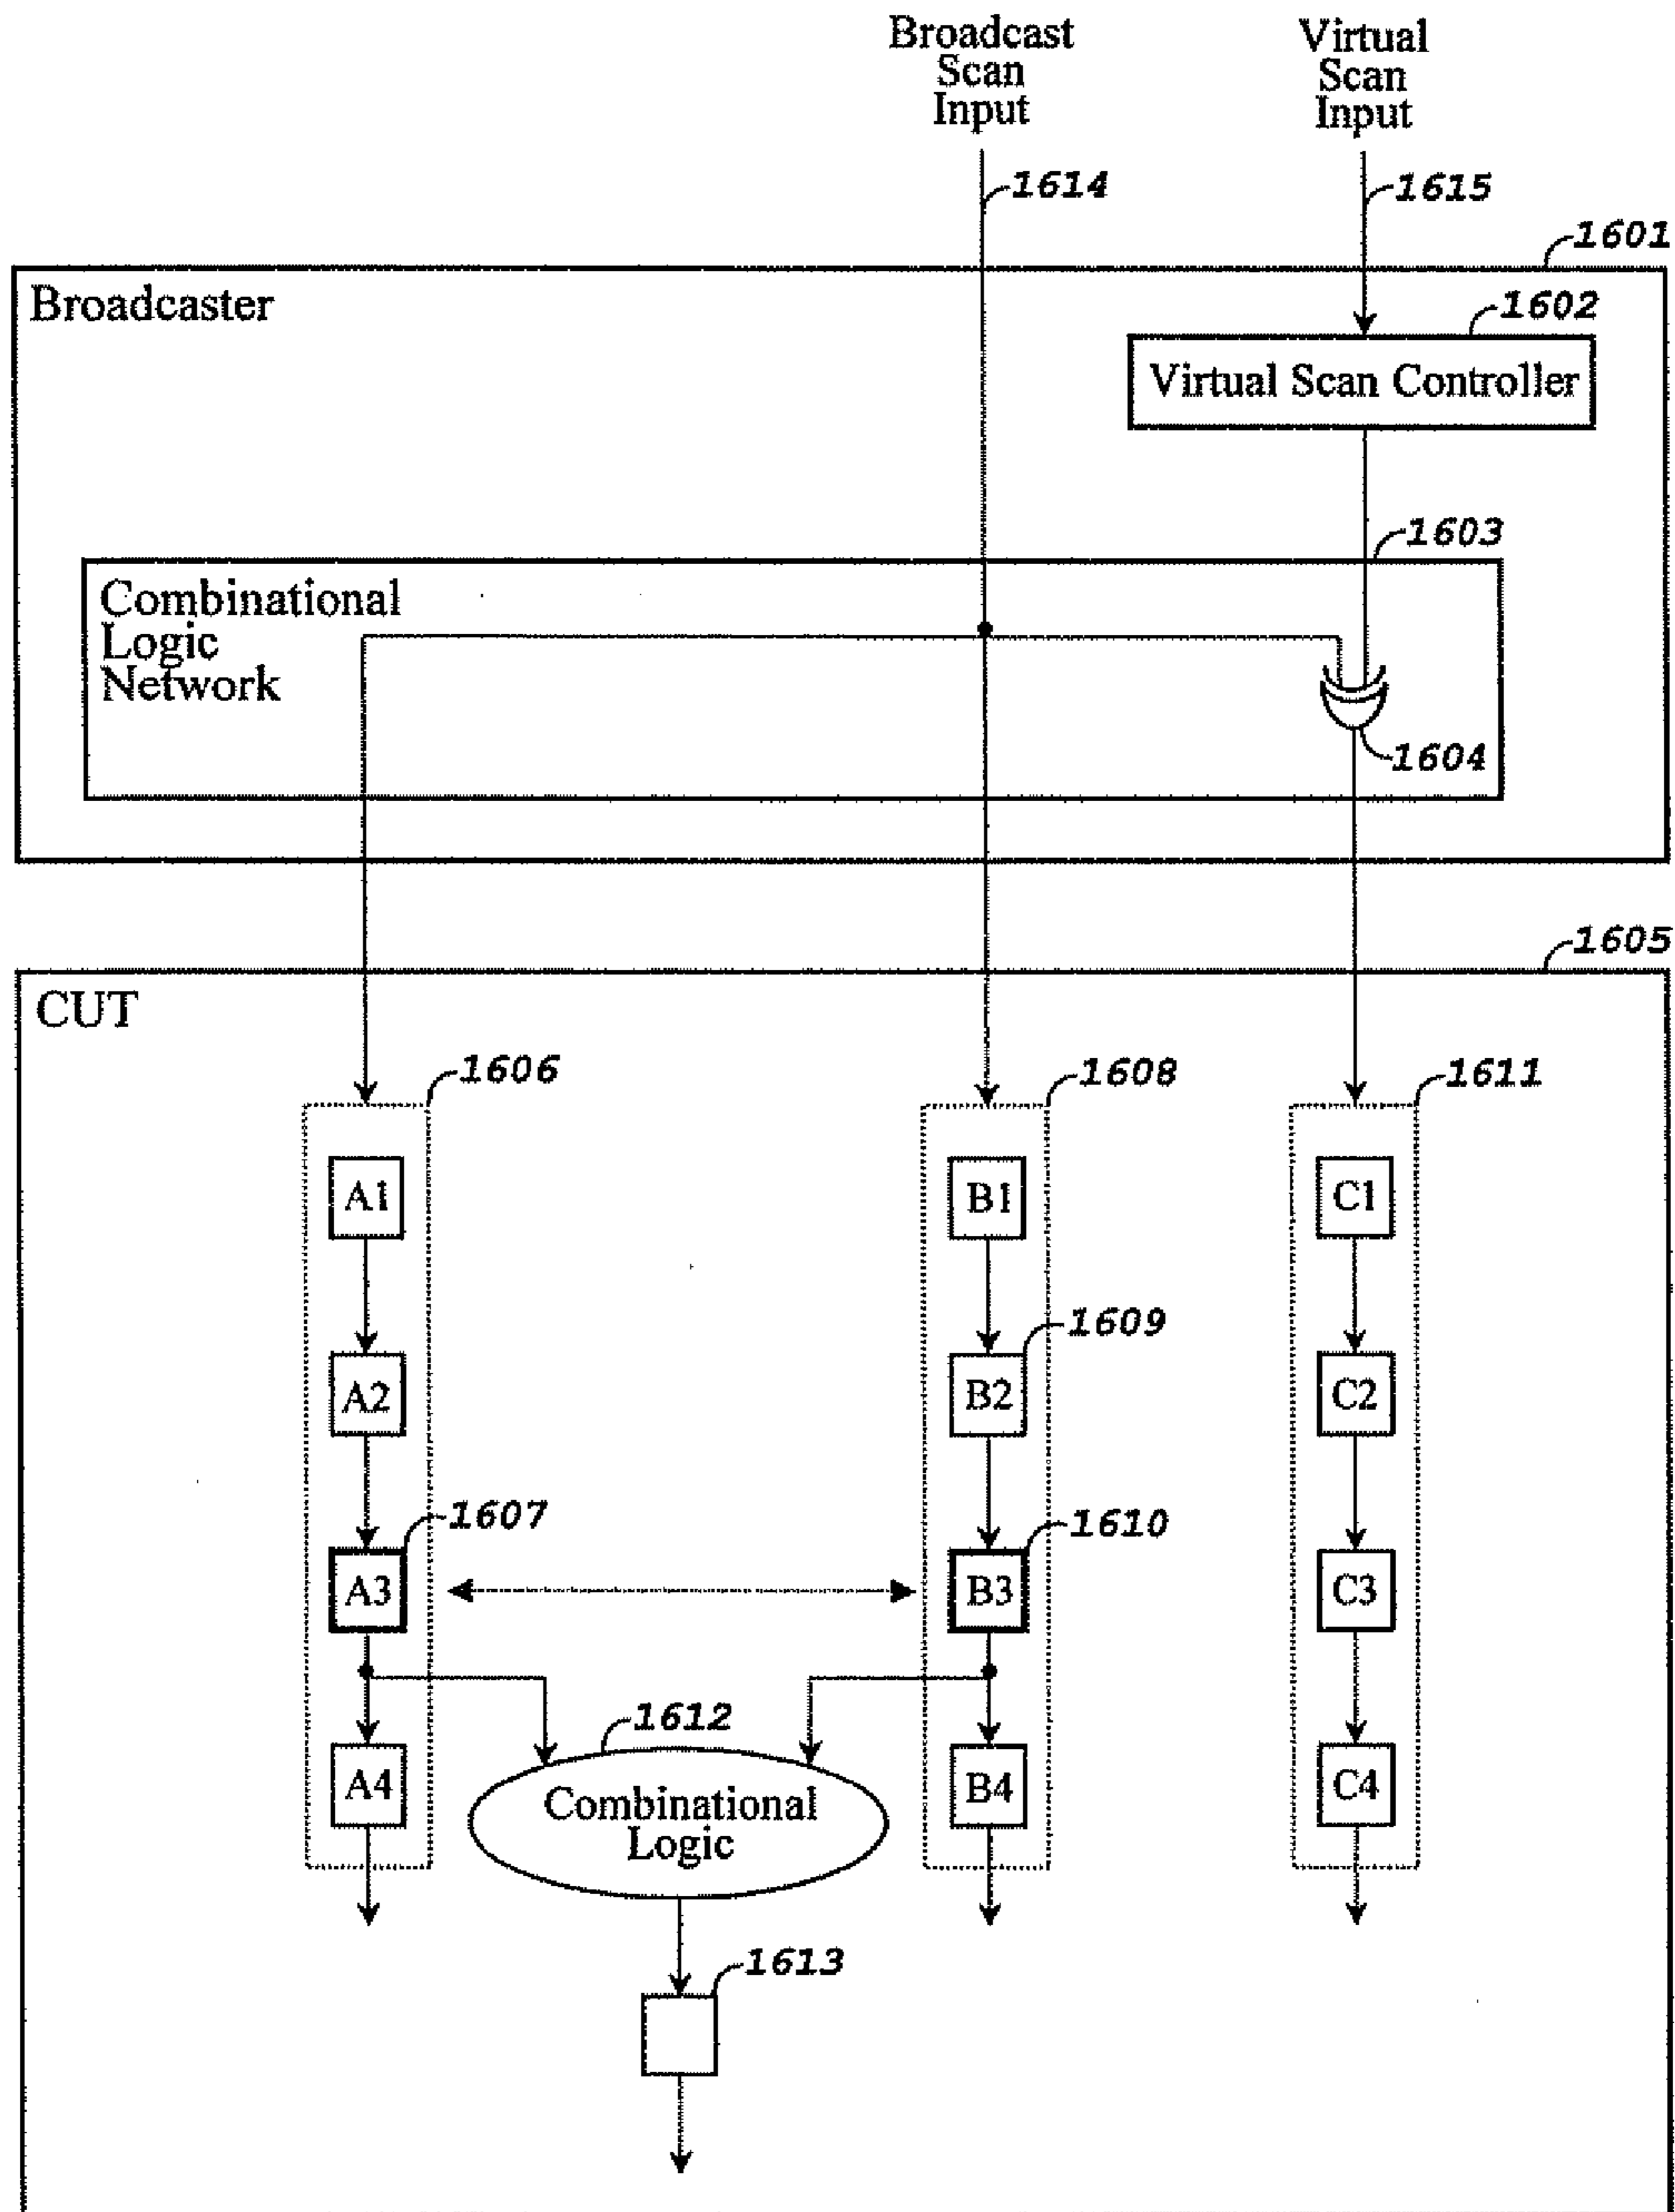 Broadcast
Scan
Input
Virtual
Scan
Input
1614
1615
1601
Broadcaster
1602
Virtual Scan Controller
1603
Combinational
Logic
Network
1604
1605
CUT
1606
1608
1611
A1
B1
C1
1609
A2
B2
C2
1607
1610
A3
B3
C3
1612
A4
Combinational
Logic
B4
C4
1613